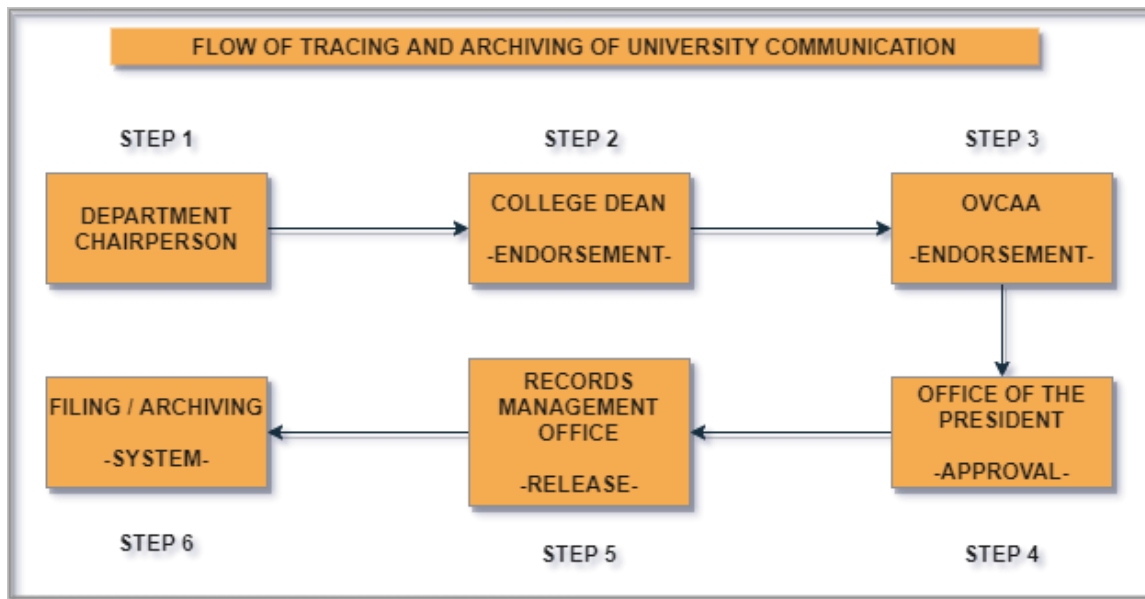 FLOW OF TRACING AND ARCHIVING OF UNIVERSITY COMMUNICATION
STEP 1
STEP 2
STEP 3
DEPARTMENT
CHAIRPERSON
COLLEGE DEAN
-ENDORSEMENT-
OVCAA
-ENDORSEMENT-
OFFICE OF THE
PRESIDENT
-APPROVAL-
STEP 4
RECORDS
MANAGEMENT
OFFICE
-RELEASE-
STEP 5
FILING / ARCHIVING
-SYSTEM-
STEP 6